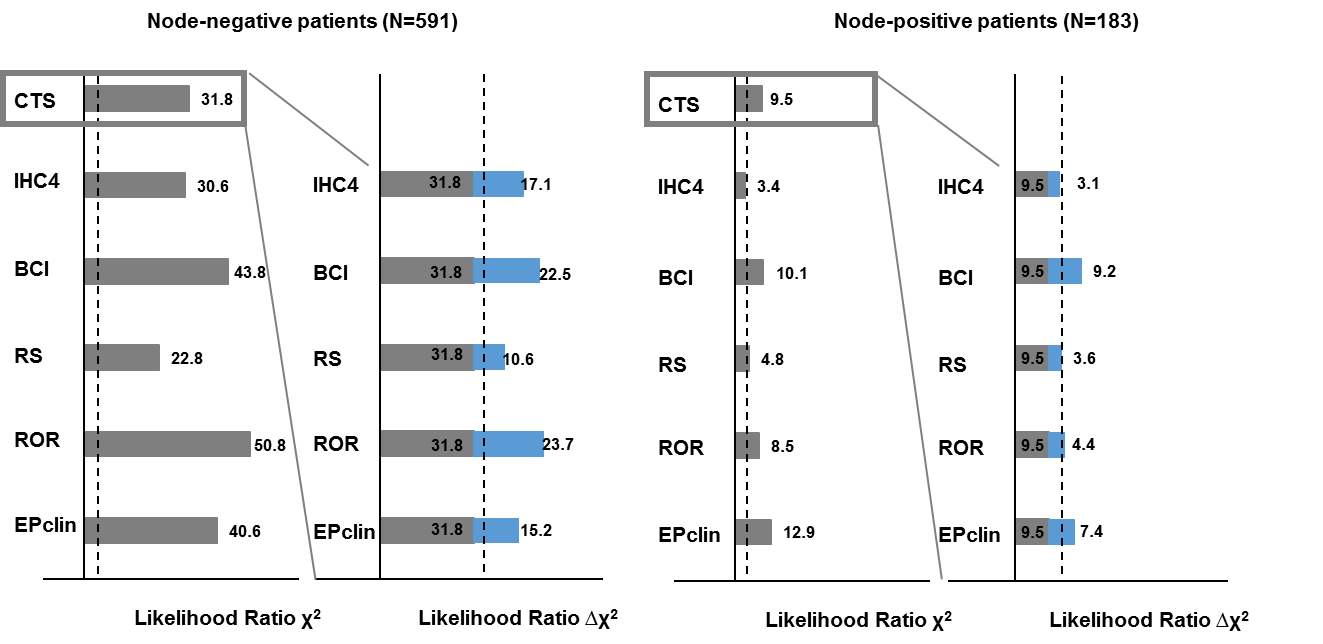 Node-negative patients (N=591)
Node-positive patients (N=183)
CTS
31.8
IHC4
30.6
BCI
43.8
RS
22.8
ROR
50.8
EPclin
40.6
Likelihood Ratio χ²
IHC4
31.8
17.1
BCI
31.8
22.5
RS
31.8
10.6
ROR
31.8
23.7
EPclin
31.8
15.2
Likelihood Ratio Δχ²
CTS
9.5
IHC4
3.4
BCI
10.1
RS
4.8
ROR
8.5
EPclin
12.9
Likelihood Ratio χ²
IHC4
9.5
3.1
BCI
9.5
9.2
RS
9.5
3.6
ROR
9.5
4.4
EPclin
9.5
7.4
Likelihood Ratio Δχ²